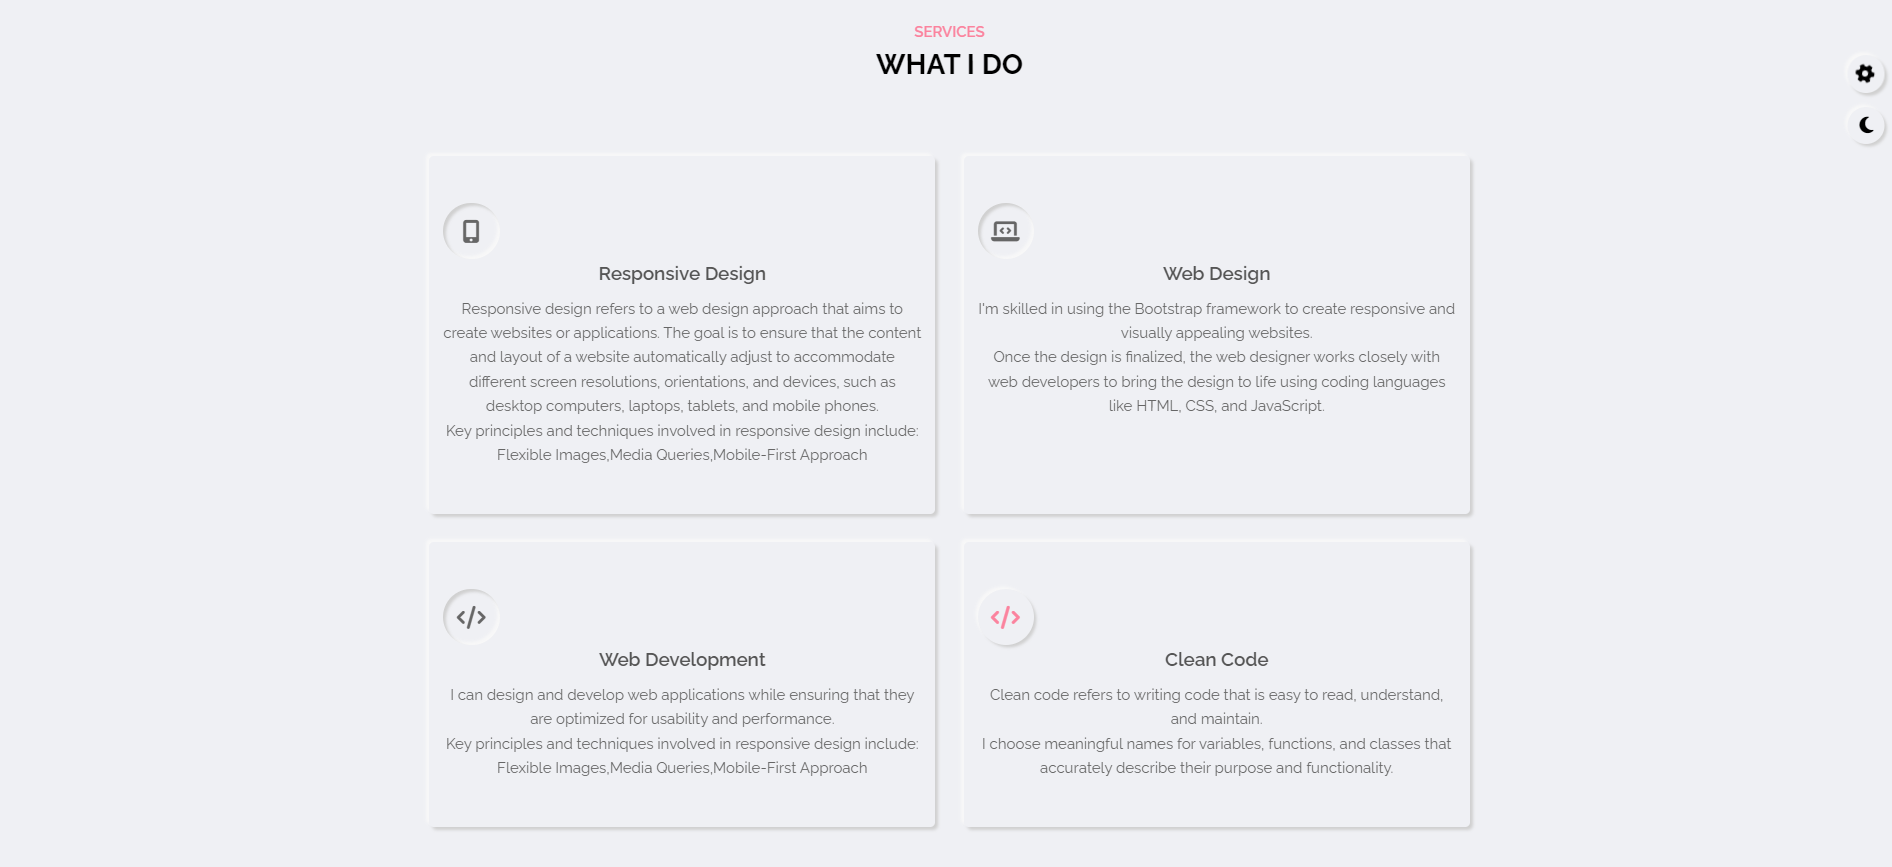 SERVICES
WHAT I DO
Responsive Design
Responsive design refers to a web design approach that aims to
create websites or applications. The goal is to ensure that the content
and layout of a website automatically adjust to accommodate
different screen resolutions, orientations, and devices, such as
desktop computers, laptops, tablets, and mobile phones.
Key principles and techniques involved in responsive design include:
Flexible Images,Media Queries,Mobile-First Approach
Web Design
I'm skilled in using the Bootstrap framework to create responsive and
visually appealing websites.
Once the design is finalized, the web designer works closely with
web developers to bring the design to life using coding languages
like HTML, CSS, and JavaScript.
Web Development
I can design and develop web applications while ensuring that they
are optimized for usability and performance.
Key principles and techniques involved in responsive design include:
Flexible Images,Media Queries,Mobile-First Approach
Clean Code
Clean code refers to writing code that is easy to read, understand,
and maintain.
I choose meaningful names for variables, functions, and classes that
accurately describe their purpose and functionality.